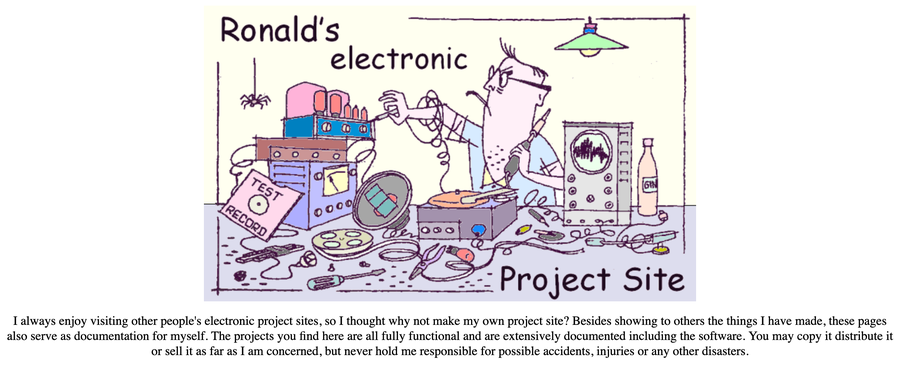 Ronald's
electronic
TEST
RECORD
GIN
Project Site
I always enjoy visiting other people's electronic project sites, so I thought why not make my own project site? Besides showing to others the things I have made, these pages
also serve as documentation for myself. The projects you find here are all fully functional and are extensively documented including the software. You may copy it distribute it
or sell it as far as I am concerned, but never hold me responsible for possible accidents, injuries or any other disasters.